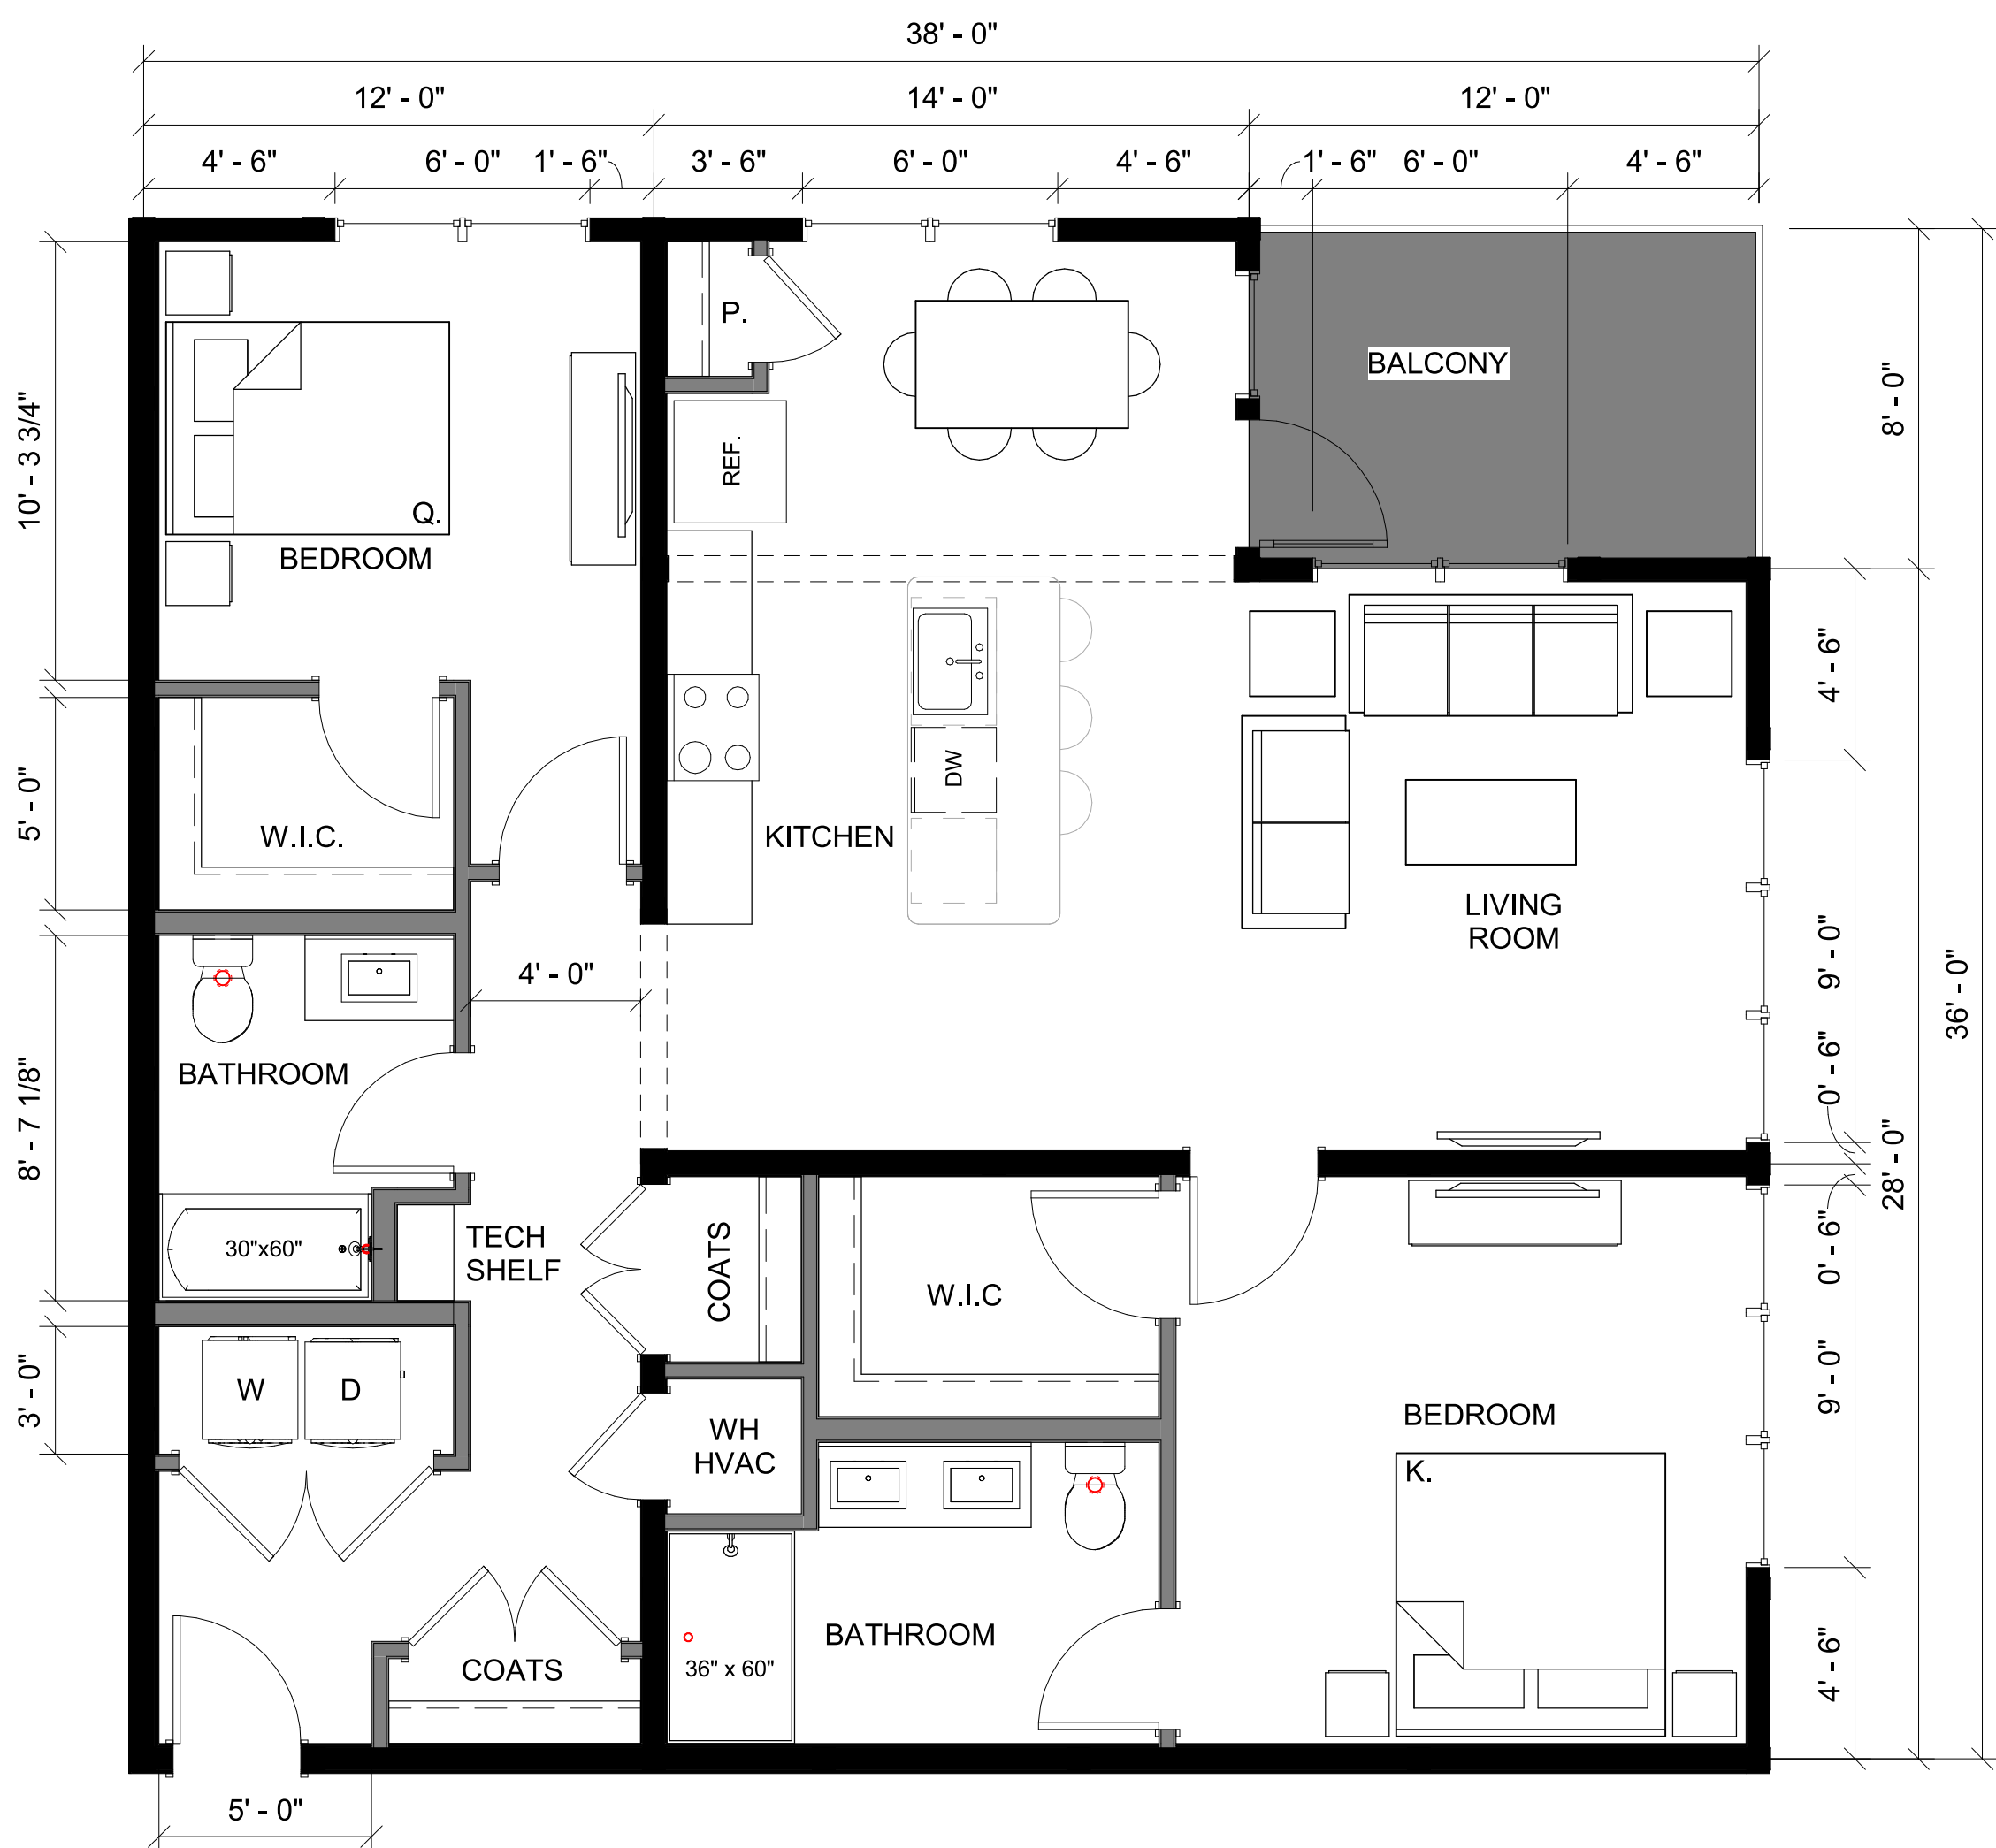 38' - 0"
12' - 0"
14' - 0"
12' - 0"
4' - 6"
6' - 0"
1' - 6"
3' - 6"
6' - 0"
4' - 6"
1' - 6"
6' - 0"
4' - 6"
10' - 3 3/4"
5' - 0"
8' - 7 1/8"
3' - 0"
Q.
BEDROOM
P.
REF.
BALCONY
8' - 0"
36' - 0"
28' - 0"
4' - 6"
9' - 0"
0' - 6"
0' - 6"
9' - 0"
4' - 6"
W.I.C.
KITCHEN
DW
LIVING
ROOM
4' - 0"
BATHROOM
30"x60"
TECH
SHELF
COATS
W.I.C
W
D
WH
HVAC
BEDROOM
K.
BATHROOM
36" x 60"
COATS
5' - 0"